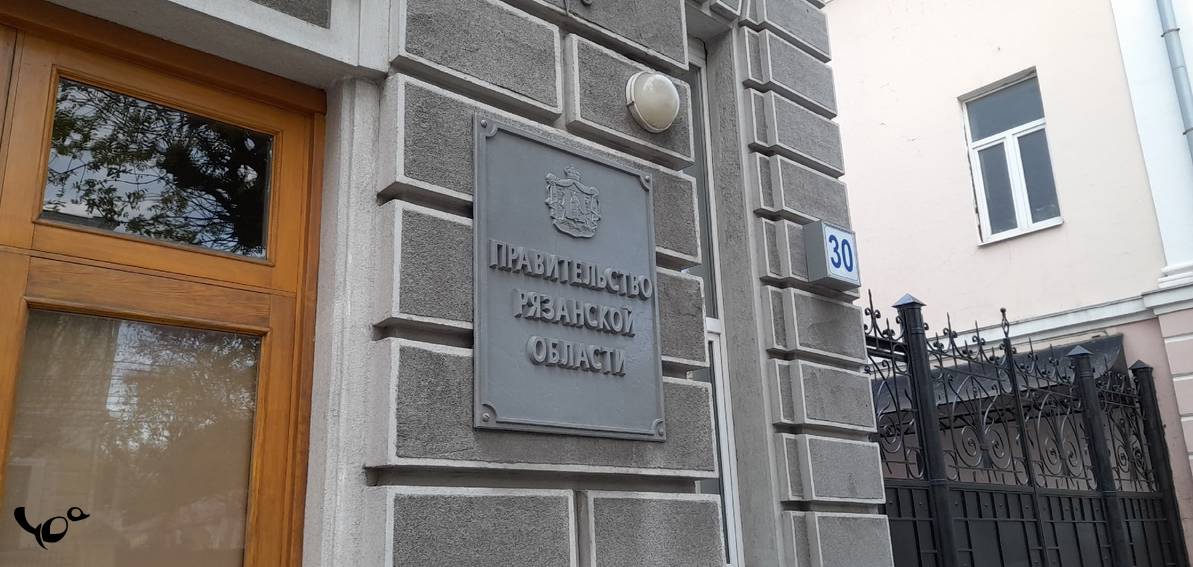 ПРАВИТЕЛЬСТВО
РЯЗАНСКОЙ
ОБЛАСТИ
30